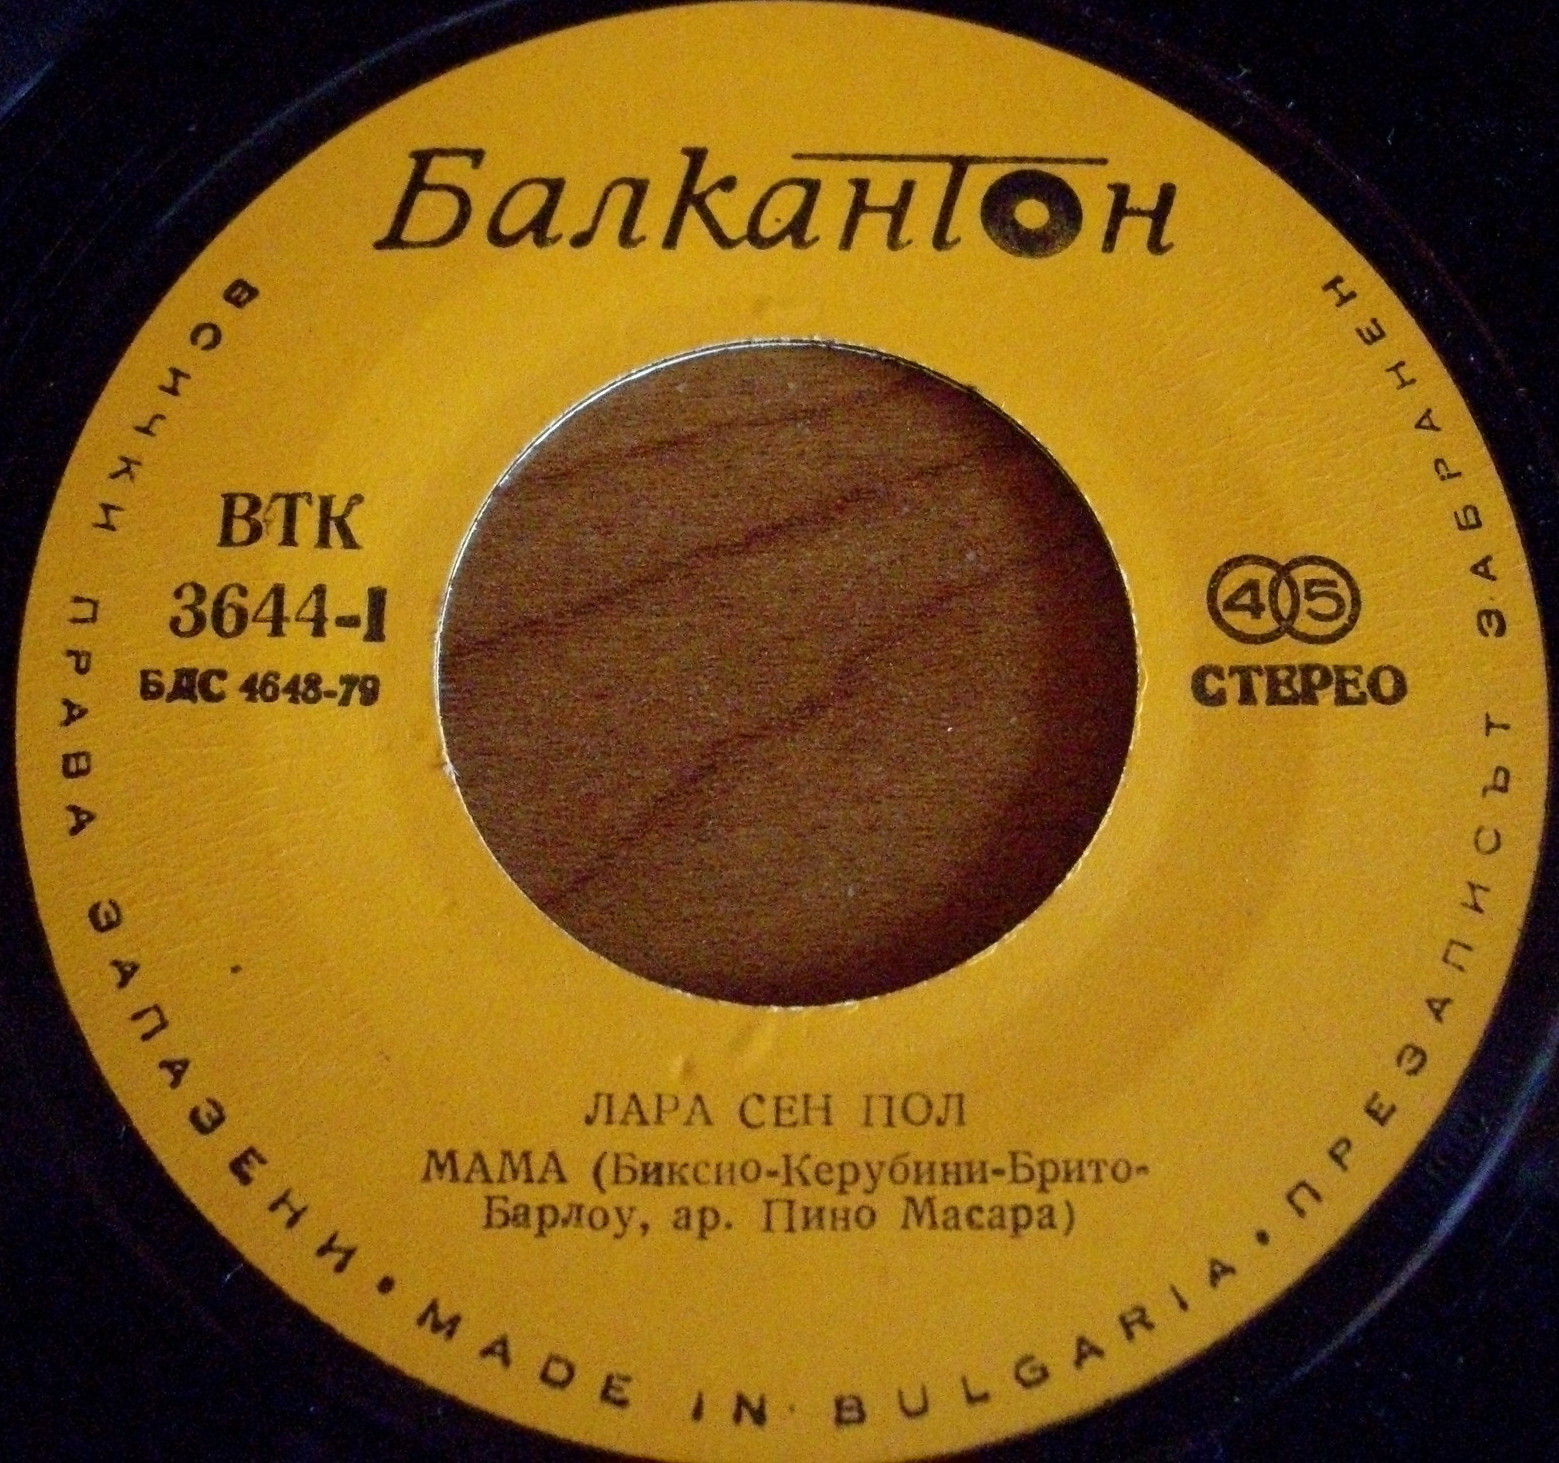 Балкантон
ВСИЧКИ ПРАВА ЗАПАЗЕНИ • MADE IN BULGARIA • ПРЕЗАПИСЪТ ЗАБРАНЕН
ВТК
3644-I
БДС 4648-79
45
СТЕРЕО
ЛАРА СЕН ПОЛ
МАМА (Биксио-Керубини-Брито-
Барлоу, ар. Пино Масара)